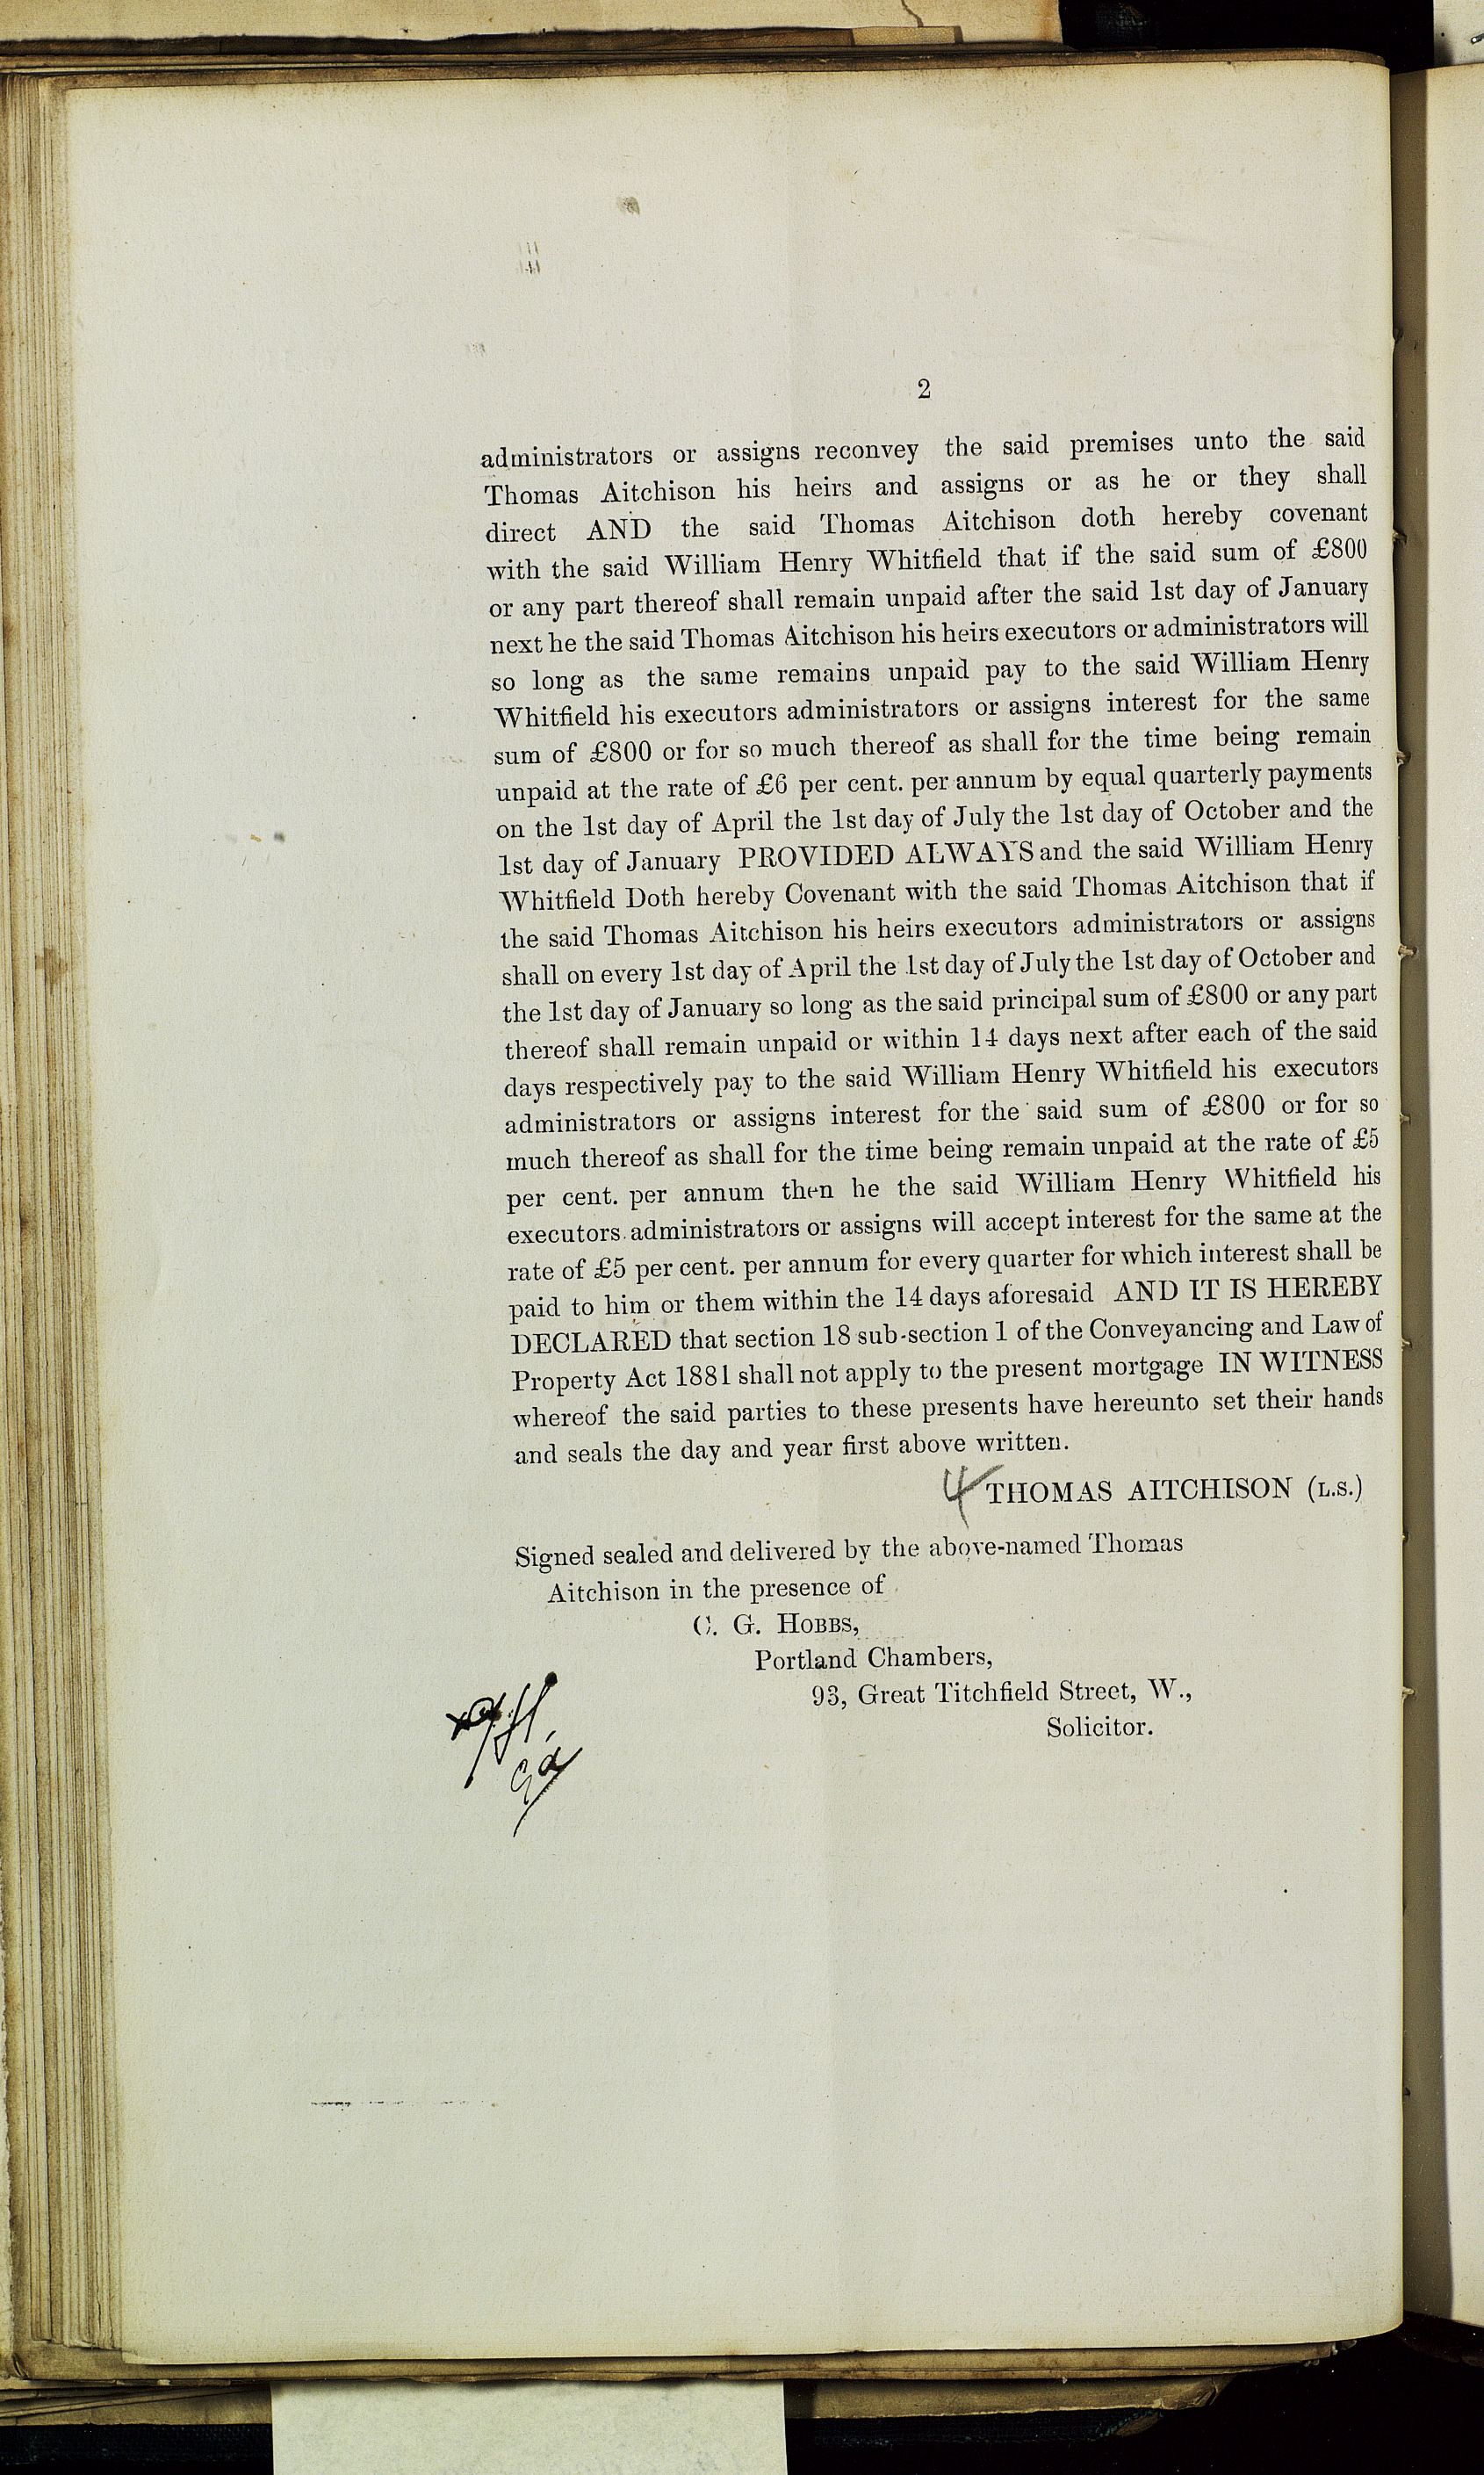 2
administrators or assigns reconvey the said premises unto the said
Thomas Aitchison his heirs and assigns or as he or they shall
direct AND the said Thomas Aitchison doth hereby covenant
with the said William Henry Whitfield that if the said sum of £800
or any part thereof shall remain unpaid after the said 1st day of January
next he the said Thomas Aitchison his heirs executors or administrators will
so long as the same remains unpaid pay to the said William Henry
Whitfield his executors administrators or assigns interest for the same
sum of £800 or for so much thereof as shall for the time being remain
unpaid at the rate of £6 per cent. per annum by equal quarterly payments
on the 1st day of April the 1st day of July the 1st day of October and the
1st day of January PROVIDED ALWAYS and the said William Henry
Whitfield Doth hereby Covenant with the said Thomas Aitchison that if
the said Thomas Aitchison his heirs executors administrators or assigns
shall on every 1st day of April the 1st day of July the 1st day of October and
the 1st day of January so long as the said principal sum of £800 or any part
thereof shall remain unpaid or within 14 days next after each of the said
days respectively pay to the said William Henry Whitfield his executors
administrators or assigns interest for the said sum of £800 or for so
much thereof as shall for the time being remain unpaid at the rate of £5
per cent. per annum then he the said William Henry Whitfield his
executors administrators or assigns will accept interest for the same at the
rate of £5 per cent. per annum for every quarter for which interest shall be
paid to him or them within the 14 days aforesaid AND IT IS HEREBY
DECLARED that section 18 sub-section 1 of the Conveyancing and Law of
Property Act 1881 shall not apply to the present mortgage IN WITNESS
whereof the said parties to these presents have hereunto set their hands
and seals the day and year first above written.
4 THOMAS AITCHISON (L.S.)
Signed sealed and delivered by the above-named Thomas
Aitchison in the presence of
C. G. HOBBS,
Portland Chambers,
93, Great Titchfield Street, W.,
Solicitor.